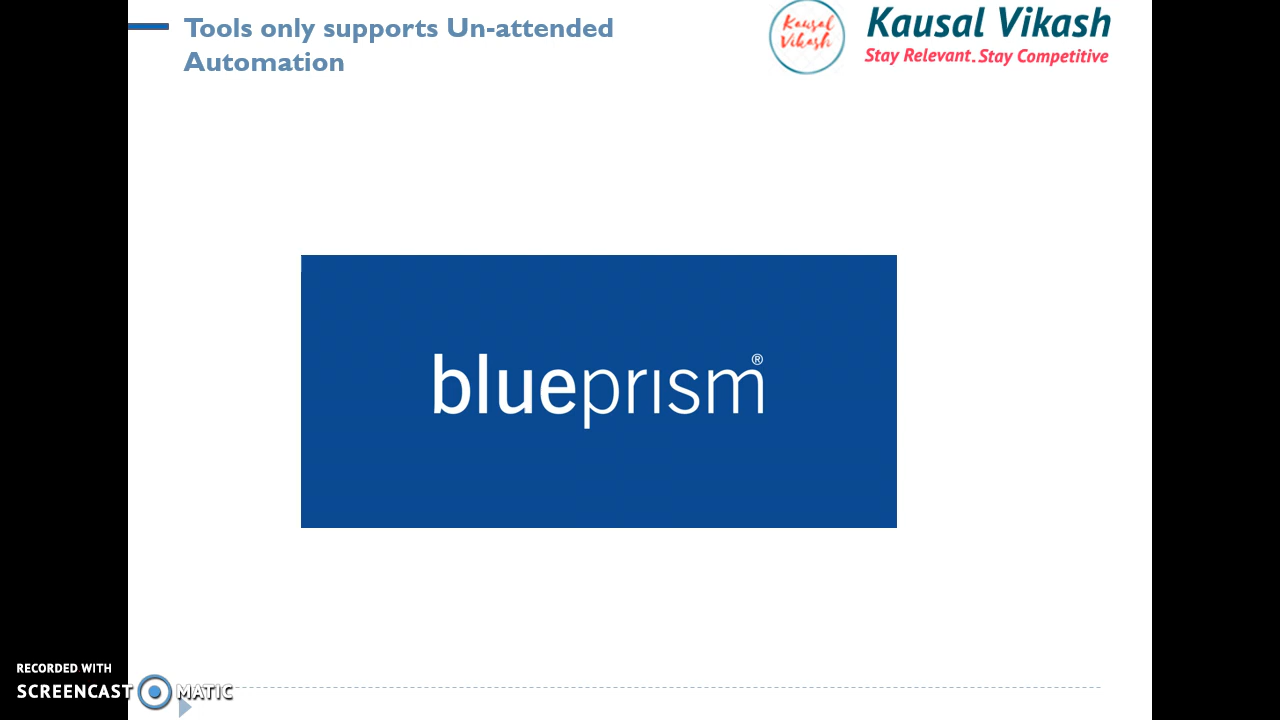 Tools only supports Un-attended
Automation
Kausal
Vikash
Kausal Vikash
Stay Relevant. Stay Competitive
blueprism®
RECORDED WITH
SCREENCAST MATIC